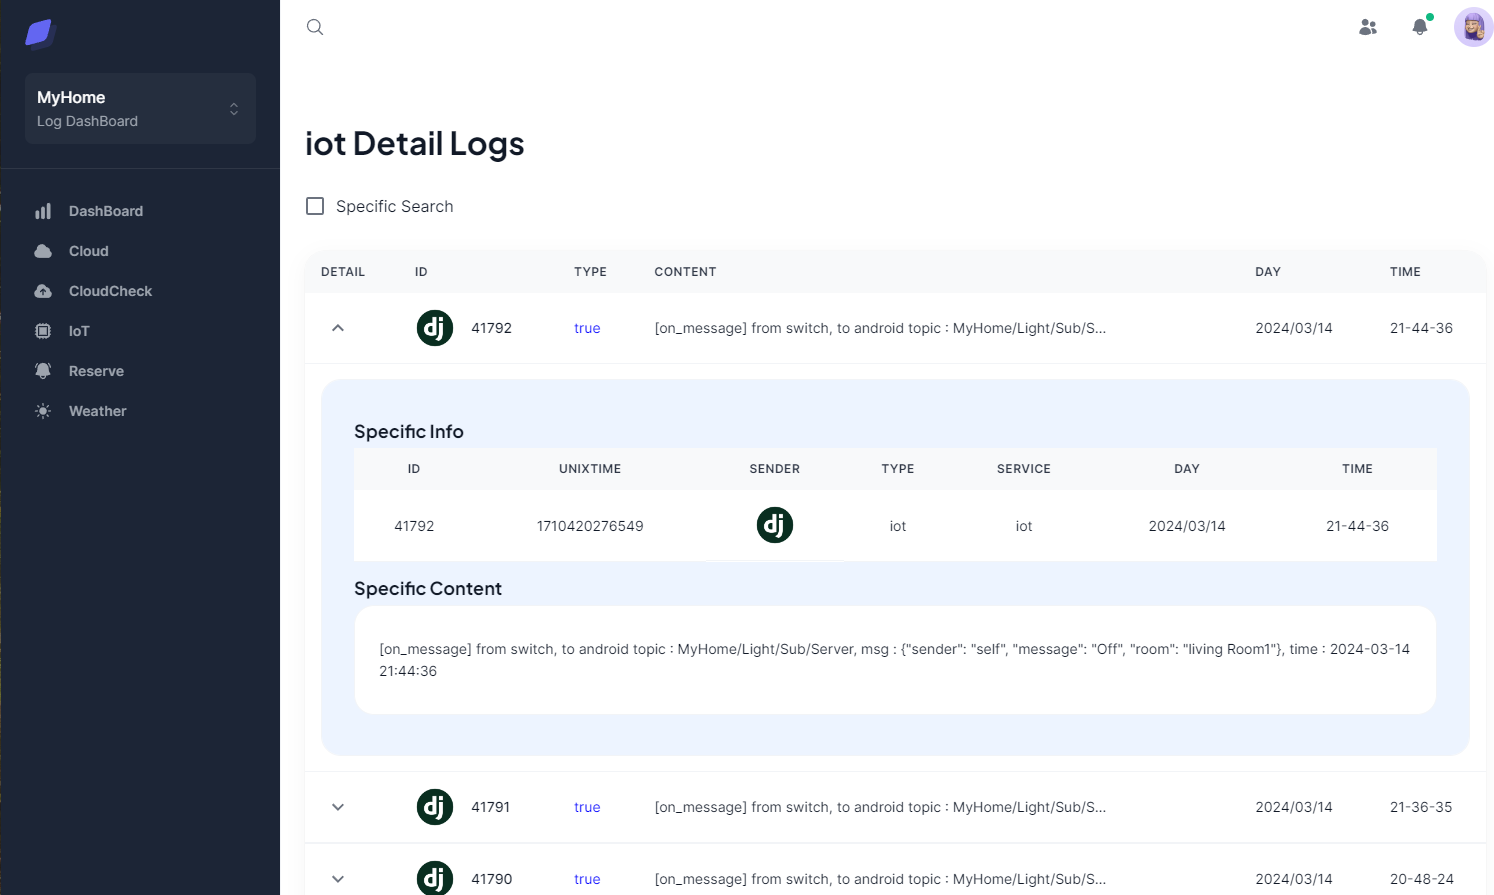 MyHome
Log DashBoard
DashBoard
Cloud
CloudCheck
IoT
Reserve
Weather
iot Detail Logs
Specific Search
DETAIL ID TYPE CONTENT DAY TIME
dj 41792 true [on_message] from switch, to android topic : MyHome/Light/Sub/S... 2024/03/14 21-44-36
Specific Info
ID UNIXTIME SENDER TYPE SERVICE DAY TIME
41792 1710420276549 dj iot iot 2024/03/14 21-44-36
Specific Content
[on_message] from switch, to android topic : MyHome/Light/Sub/Server, msg : {"sender": "self", "message": "Off", "room": "living Room1"}, time : 2024-03-14
21:44:36
dj 41791 true [on_message] from switch, to android topic : MyHome/Light/Sub/S... 2024/03/14 21-36-35
dj 41790 true [on_message] from switch, to android topic : MyHome/Light/Sub/S... 2024/03/14 20-48-24